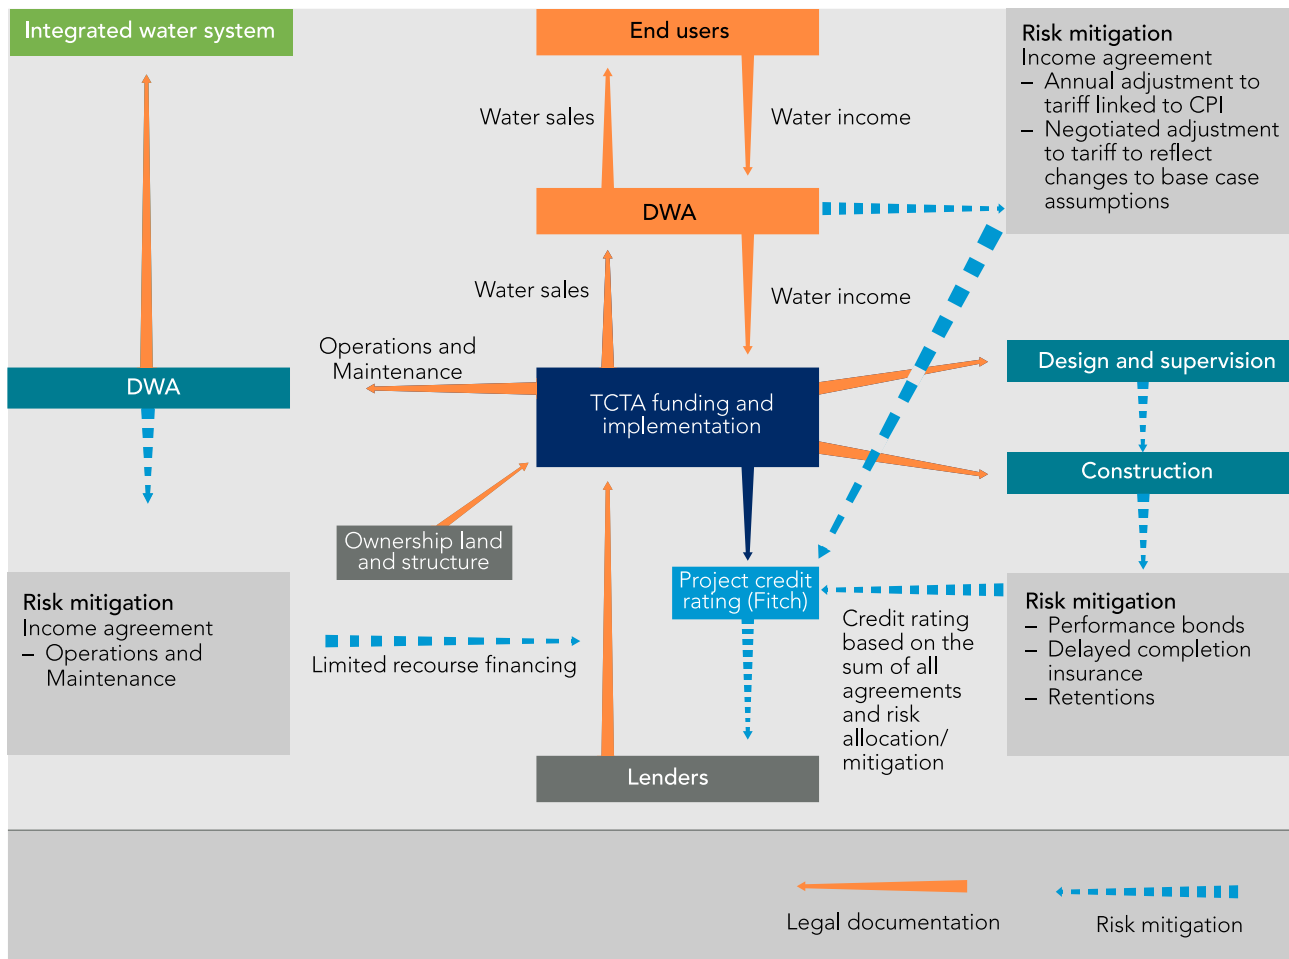 Integrated water system
End users
Risk mitigation
Income agreement
– Annual adjustment to
tariff linked to CPI
– Negotiated adjustment
to tariff to reflect
changes to base case
assumptions
Water sales
Water income
DWA
Water sales
Water income
Operations and
Maintenance
DWA
TCTA funding and
implementation
Design and supervision
Construction
Ownership land
and structure
Project credit
rating (Fitch)
Risk mitigation
Income agreement
– Operations and
Maintenance
Limited recourse financing
Credit rating
based on the
sum of all
agreements
and risk
allocation/
mitigation
Risk mitigation
– Performance bonds
– Delayed completion
insurance
– Retentions
Lenders
Legal documentation
Risk mitigation